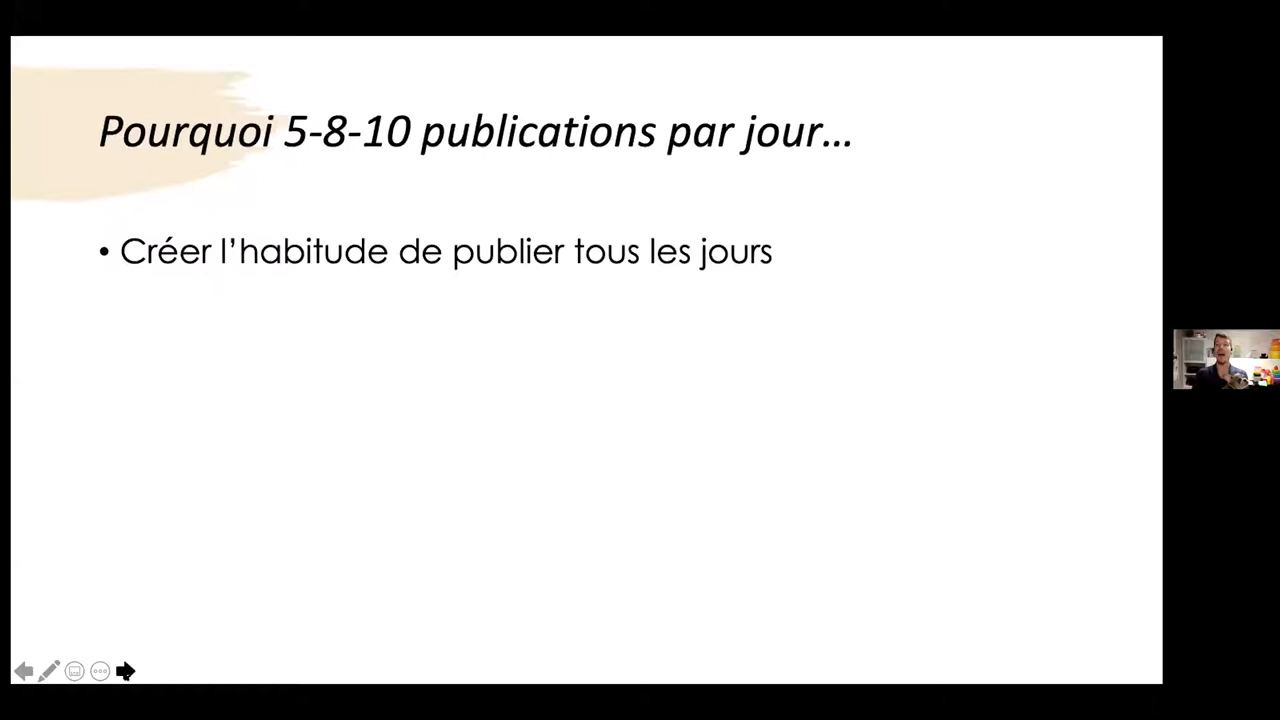 Pourquoi 5-8-10 publications par jour…
• Créer l’habitude de publier tous les jours